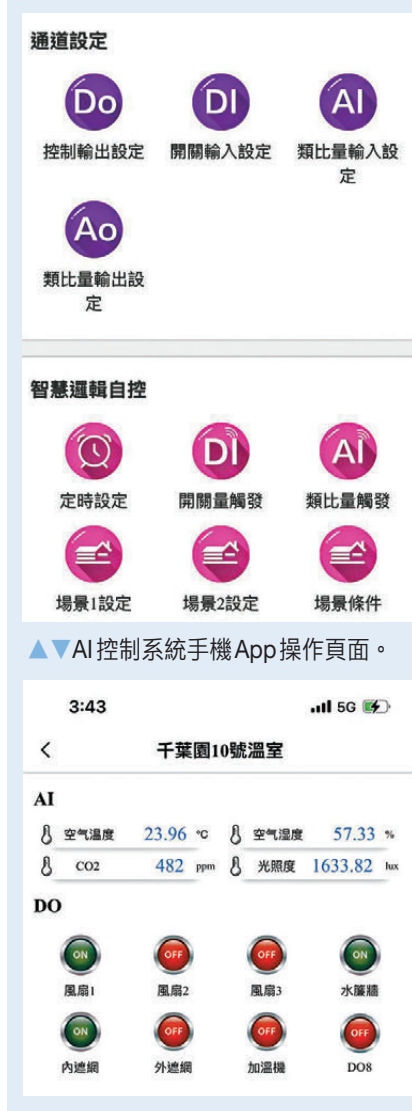 通道設定
Do
DI
AI
控制輸出設定
開關輸入設定
類比量輸入設
定
Ao
類比量輸出設
定
智慧邏輯自控
DI
AI
定時設定
開關量觸發
類比量觸發
場景1設定
場景2設定
場景條件
▲▼AI控制系統手機App操作頁面。
3:43
5G
千葉園10號溫室
AI
空气温度 23.96 ℃
空气湿度 57.33 %
CO2 482 ppm
光照度 1633.82 lux
DO
ON
OFF
OFF
ON
風扇1
風扇2
風扇3
水簾牆
ON
OFF
OFF
OFF
內遮網
外遮網
加溫機
DO8